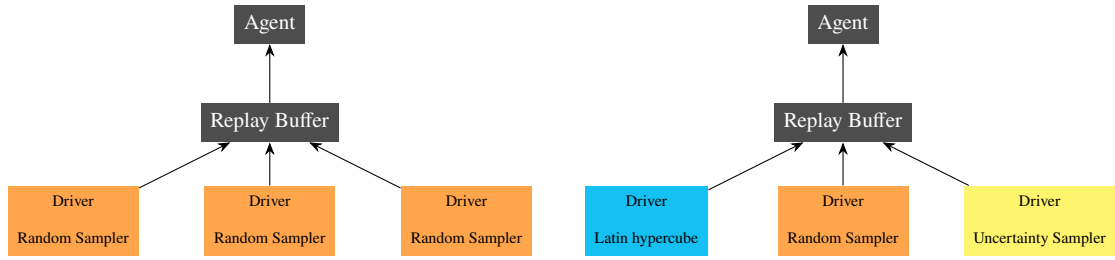 Agent
Replay Buffer
Driver
Random Sampler
Driver
Random Sampler
Driver
Random Sampler
Agent
Replay Buffer
Driver
Latin hypercube
Driver
Random Sampler
Driver
Uncertainty Sampler